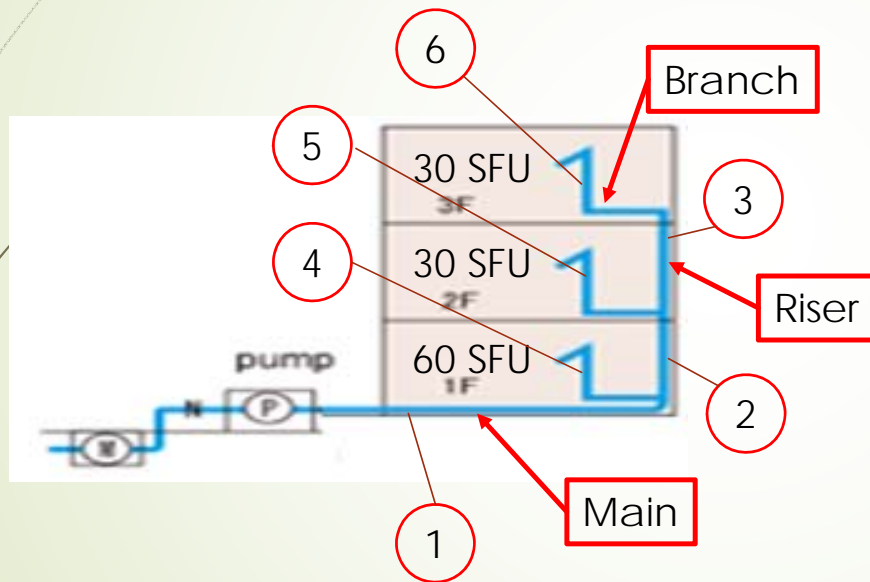 6
Branch
5
30 SFU
3F
3
4
30 SFU
2F
Riser
pump
60 SFU
1F
N
P
2
Main
1